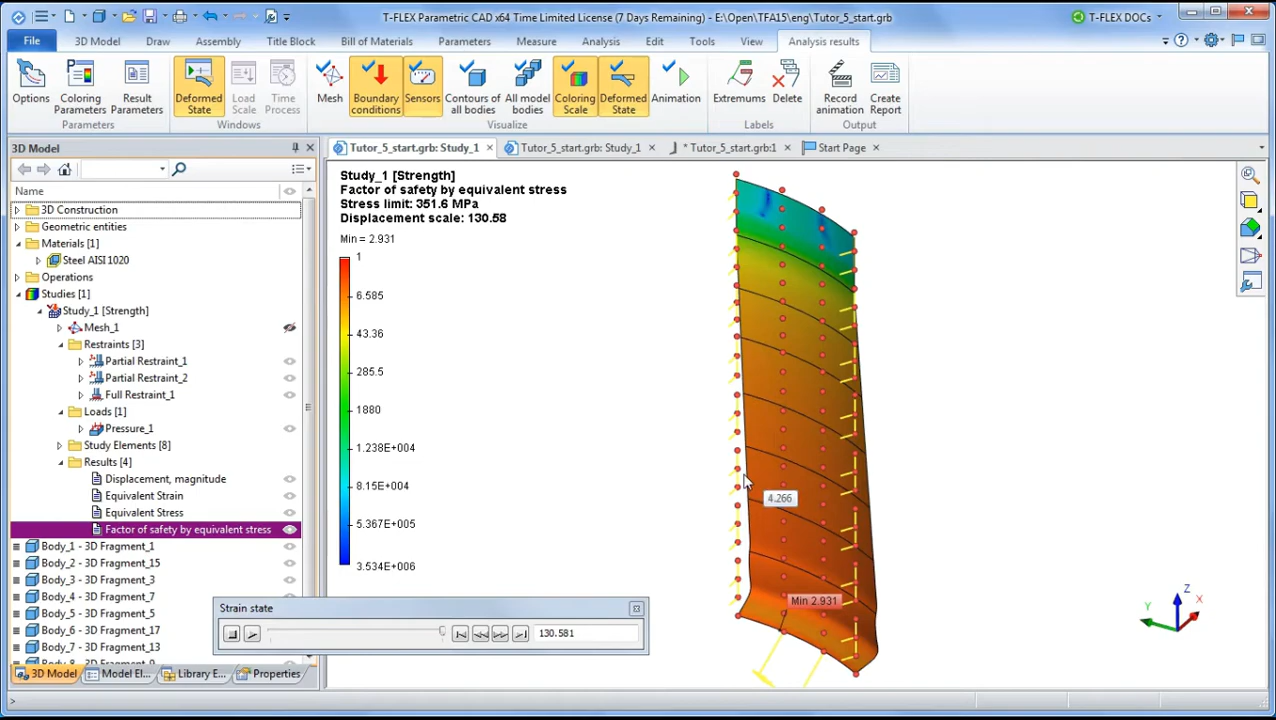 T-FLEX Parametric CAD x64 Time Limited License (7 Days Remaining) - E:\Open\TFA15\eng\Tutor_5_start.grb
T-FLEX DOCs
File 3D Model Draw Assembly Title Block Bill of Materials Parameters Measure Analysis Edit Tools View Analysis results
Options
Coloring Parameters
Result Parameters
Deformed State
Load Scale
Time Process
Mesh
Boundary conditions
Sensors
Contours of all bodies
All model bodies
Coloring Scale
Deformed State
Animation
Extremums
Delete
Record animation
Create Report
Parameters Windows Visualize Labels Output
3D Model
Tutor_5_start.grb: Study_1
Tutor_5_start.grb: Study_1
* Tutor_5_start.grb:1
Start Page
Name
3D Construction
Geometric entities
Materials [1]
Steel AISI 1020
Operations
Studies [1]
Study_1 [Strength]
Mesh_1
Restraints [3]
Partial Restraint_1
Partial Restraint_2
Full Restraint_1
Loads [1]
Pressure_1
Study Elements [8]
Results [4]
Displacement, magnitude
Equivalent Strain
Equivalent Stress
Factor of safety by equivalent stress
Body_1 - 3D Fragment_1
Body_2 - 3D Fragment_15
Body_3 - 3D Fragment_3
Body_4 - 3D Fragment_7
Body_5 - 3D Fragment_5
Body_6 - 3D Fragment_17
Body_7 - 3D Fragment_13
3D Model Model El... Library E... Properties
Study_1 [Strength]
Factor of safety by equivalent stress
Stress limit: 351.6 MPa
Displacement scale: 130.58
Min = 2.931
1
6.585
43.36
285.5
1880
1.238E+004
8.15E+004
5.367E+005
3.534E+006
4.266
Min 2.931
Strain state
130.581
Z
X
Y
>